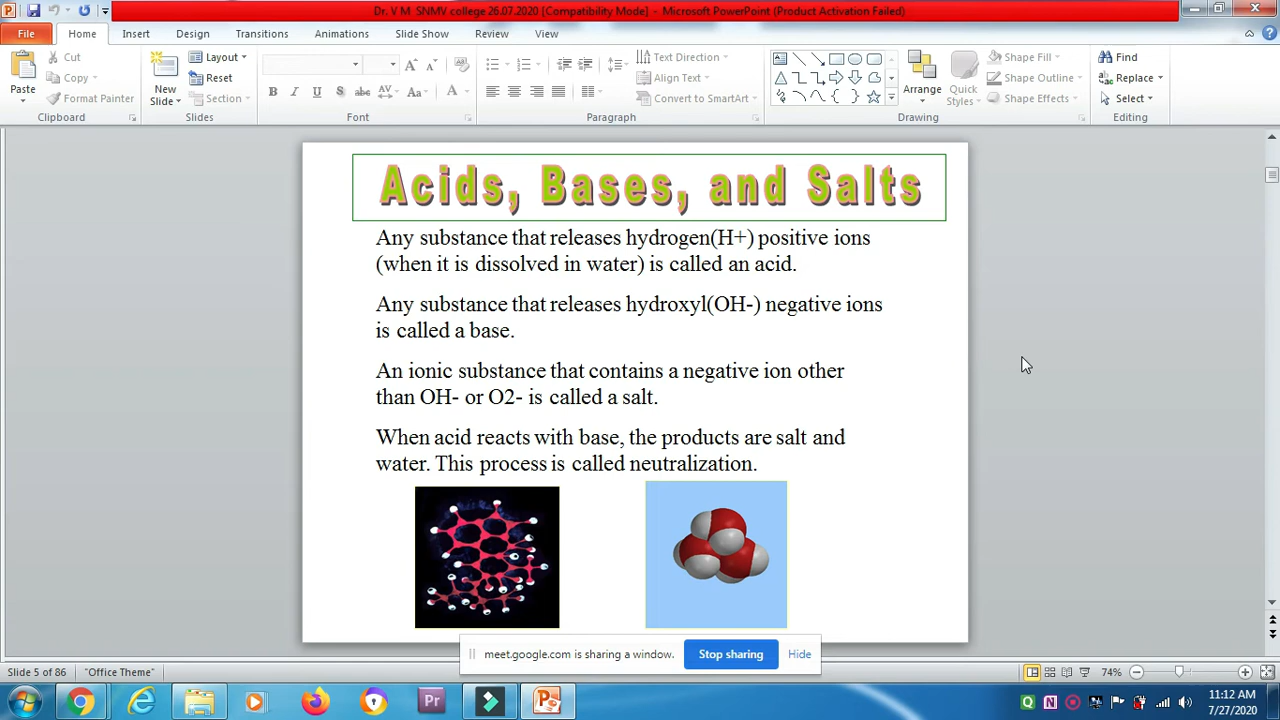 Dr. V M  SNMV college 26.07.2020 [Compatibility Mode] – Microsoft PowerPoint (Product Activation Failed)
File Home Insert Design Transitions Animations Slide Show Review View
Paste
Cut
Copy
Format Painter
Clipboard
New Slide
Layout
Reset
Section
Slides
B I U S abc AV Aa A
Font
Text Direction
Align Text
Convert to SmartArt
Paragraph
Arrange
Quick Styles
Shape Fill
Shape Outline
Shape Effects
Drawing
Find
Replace
Select
Editing
Acids, Bases, and Salts
Any substance that releases hydrogen(H+) positive ions
(when it is dissolved in water) is called an acid.
Any substance that releases hydroxyl(OH-) negative ions
is called a base.
An ionic substance that contains a negative ion other
than OH- or O2- is called a salt.
When acid reacts with base, the products are salt and
water. This process is called neutralization.
meet.google.com is sharing a window. Stop sharing Hide
Slide 5 of 86 "Office Theme" 74%
Pr
11:12 AM
7/27/2020